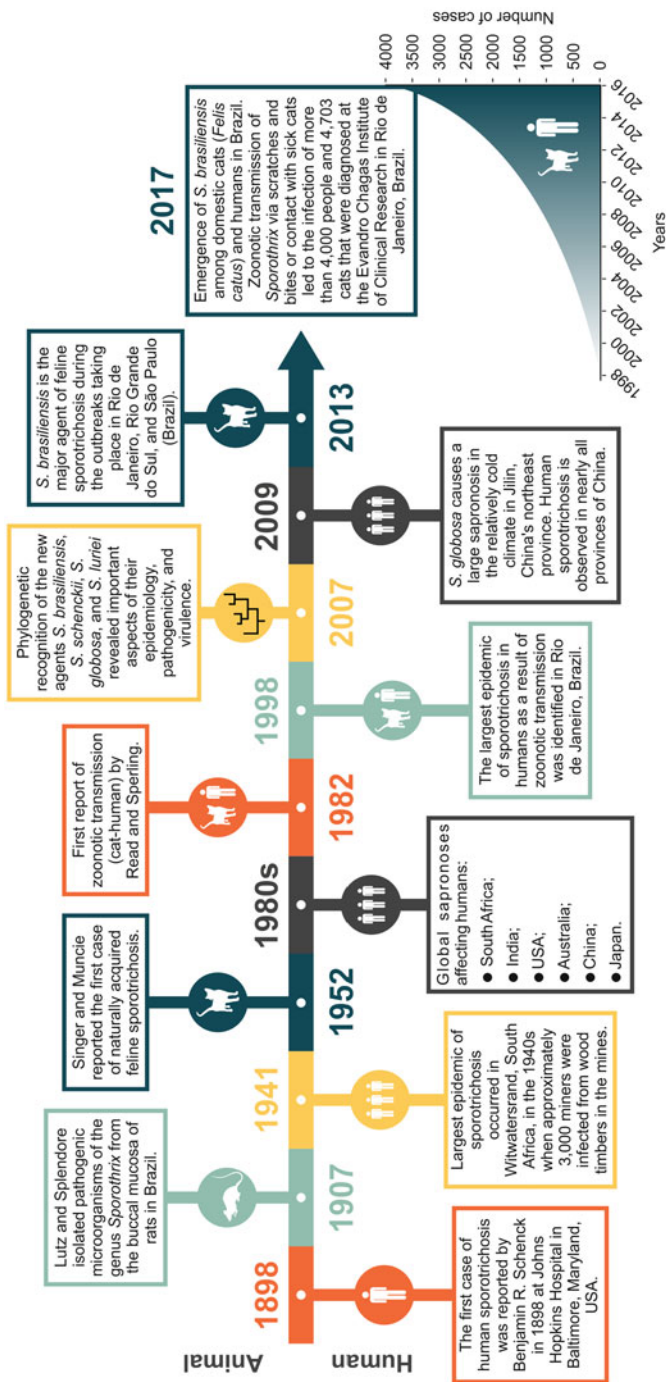 Animal
Human
1898
The first case of
human sporotrichosis
was reported by
Benjamin R. Schenck
in 1898 at Johns
Hopkins Hospital in
Baltimore, Maryland,
USA.
Lutz and Splendore
isolated pathogenic
microorganisms of the
genus Sporothrix from
the buccal mucosa of
rats in Brazil.
1907
1941
Largest epidemic of
sporotrichosis
occurred in
Witwatersrand, South
Africa, in the 1940s
when approximately
3,000 miners were
infected from wood
timbers in the mines.
Singer and Muncie
reported the first case
of naturally acquired
feline sporotrichosis.
1952
1980s
Global sapronoses
affecting humans:
● South Africa;
● India;
● USA;
● Australia;
● China;
● Japan.
First report of
zoonotic transmission
(cat-human) by
Read and Sperling.
1982
1998
The largest epidemic
of sporotrichosis in
humans as a result of
zoonotic transmission
was identified in Rio
de Janeiro, Brazil.
Phylogenetic
recognition of the new
agents S. brasiliensis,
S. schenckii, S.
globosa, and S. luriei
revealed important
aspects of their
epidemiology,
pathogenicity, and
virulence.
2007
2009
S. globosa causes a
large sapronosis in
the relatively cold
climate in Jilin,
China's northeast
province. Human
sporotrichosis is
observed in nearly all
provinces of China.
S. brasiliensis is the
major agent of feline
sporotrichosis during
the outbreaks taking
place in Rio de
Janeiro, Rio Grande
do Sul, and São Paulo
(Brazil).
2013
2017
Emergence of S. brasiliensis
among domestic cats (Felis
catus) and humans in Brazil.
Zoonotic transmission of
Sporothrix via scratches and
bites or contact with sick cats
led to the infection of more
than 4,000 people and 4,703
cats that were diagnosed at
the Evandro Chagas Institute
of Clinical Research in Rio de
Janeiro, Brazil.
Number of cases
4000
3500
3000
2500
2000
1500
1000
500
0
1998
2000
2002
2004
2006
2008
2010
2012
2014
2016
Years